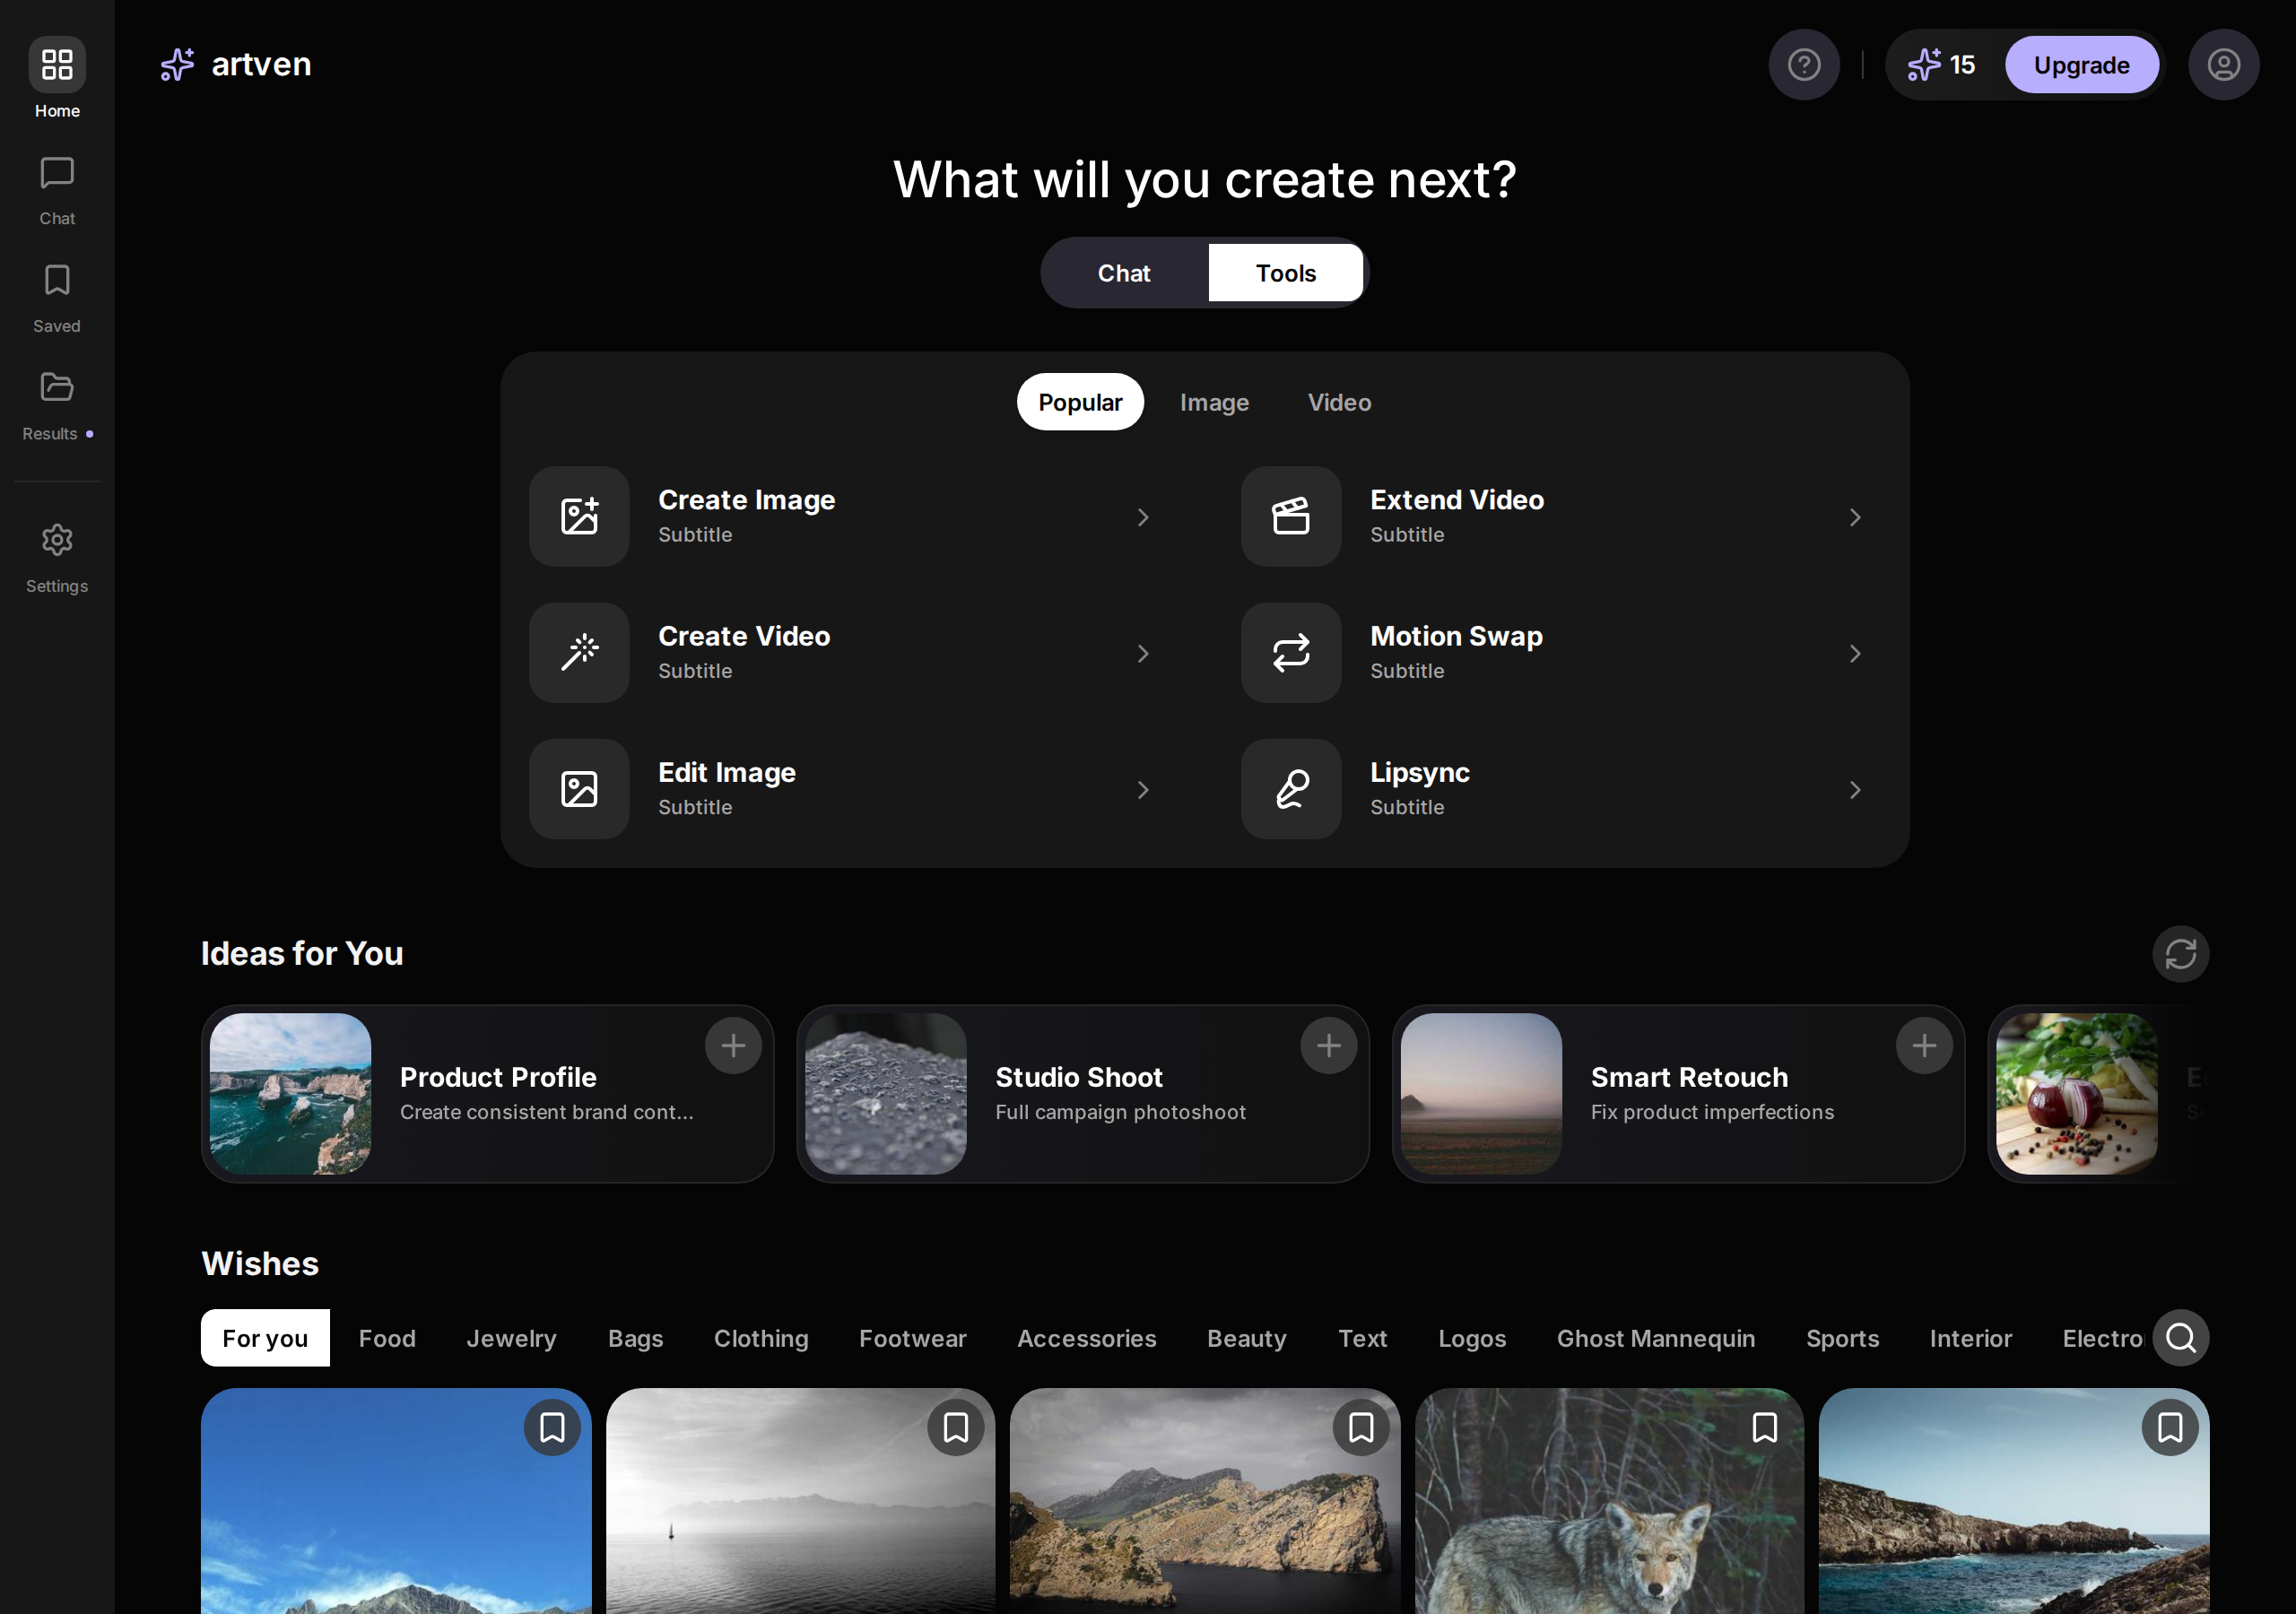 artven
15
Upgrade
Home
Chat
Saved
Results
Settings
What will you create next?
Chat
Tools
Popular
Image
Video
Create Image
Subtitle
Extend Video
Subtitle
Create Video
Subtitle
Motion Swap
Subtitle
Edit Image
Subtitle
Lipsync
Subtitle
Ideas for You
Product Profile
Create consistent brand cont...
Studio Shoot
Full campaign photoshoot
Smart Retouch
Fix product imperfections
Wishes
For you
Food
Jewelry
Bags
Clothing
Footwear
Accessories
Beauty
Text
Logos
Ghost Mannequin
Sports
Interior